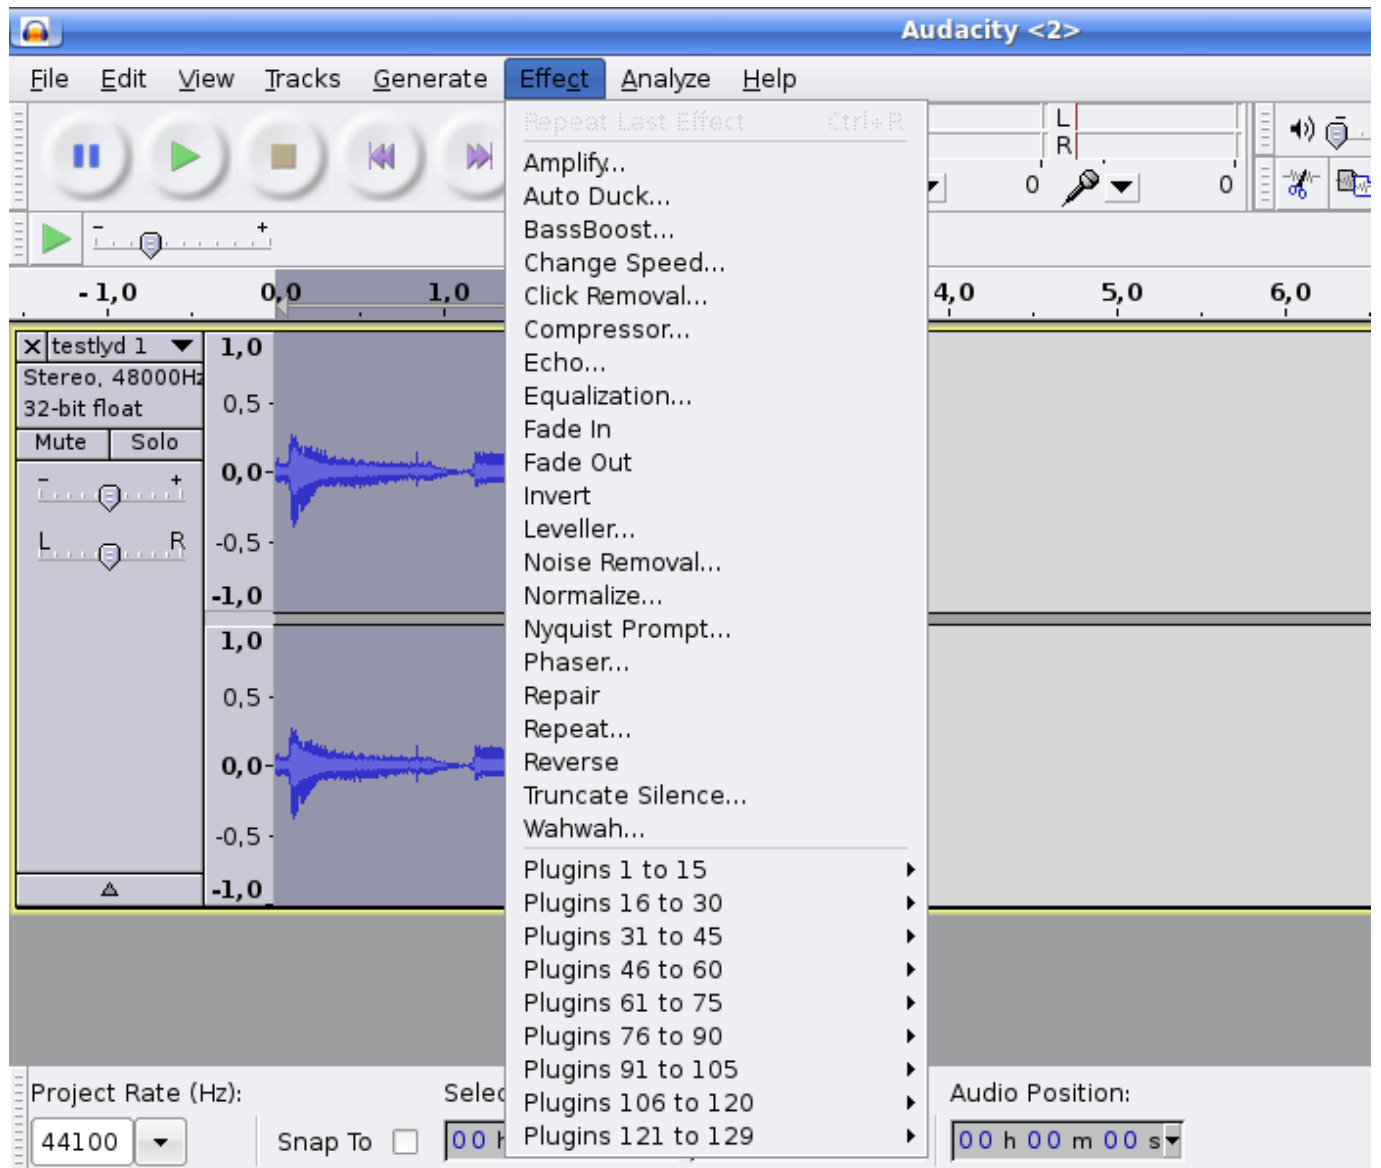 Audacity <2>
File Edit View Tracks Generate Effect Analyze Help
Repeat Last Effect Ctrl+R
Amplify...
Auto Duck...
BassBoost...
Change Speed...
Click Removal...
Compressor...
Echo...
Equalization...
Fade In
Fade Out
Invert
Leveller...
Noise Removal...
Normalize...
Nyquist Prompt...
Phaser...
Repair
Repeat...
Reverse
Truncate Silence...
Wahwah...
Plugins 1 to 15
Plugins 16 to 30
Plugins 31 to 45
Plugins 46 to 60
Plugins 61 to 75
Plugins 76 to 90
Plugins 91 to 105
Plugins 106 to 120
Plugins 121 to 129
L
R
0 0
- +
-1,0 0,0 1,0 4,0 5,0 6,0
testlyd 1
Stereo, 48000Hz
32-bit float
Mute Solo
- +
L R
1,0
0,5
0,0
-0,5
-1,0
1,0
0,5
0,0
-0,5
-1,0
Project Rate (Hz):
44100
Snap To
00
Audio Position:
00 h 00 m 00 s